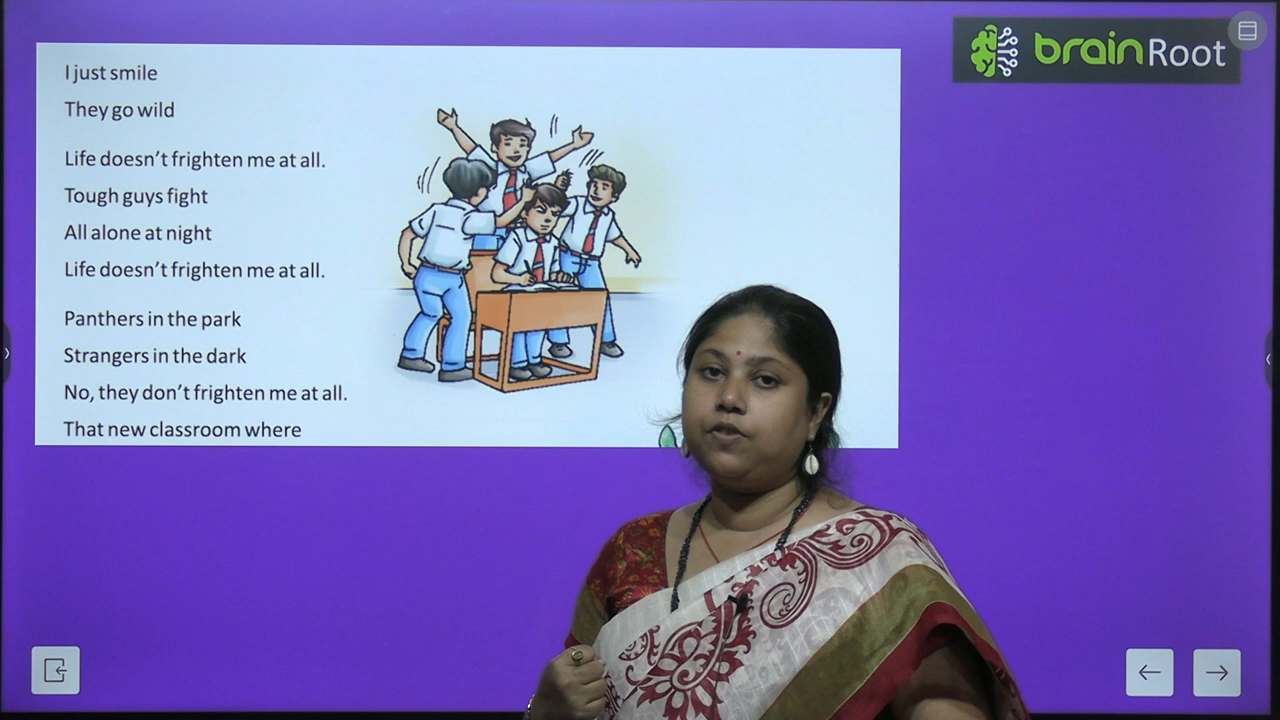 I just smile
They go wild
Life doesn't frighten me at all.
Tough guys fight
All alone at night
Life doesn't frighten me at all.
Panthers in the park
Strangers in the dark
No, they don't frighten me at all.
That new classroom where
brainRoot